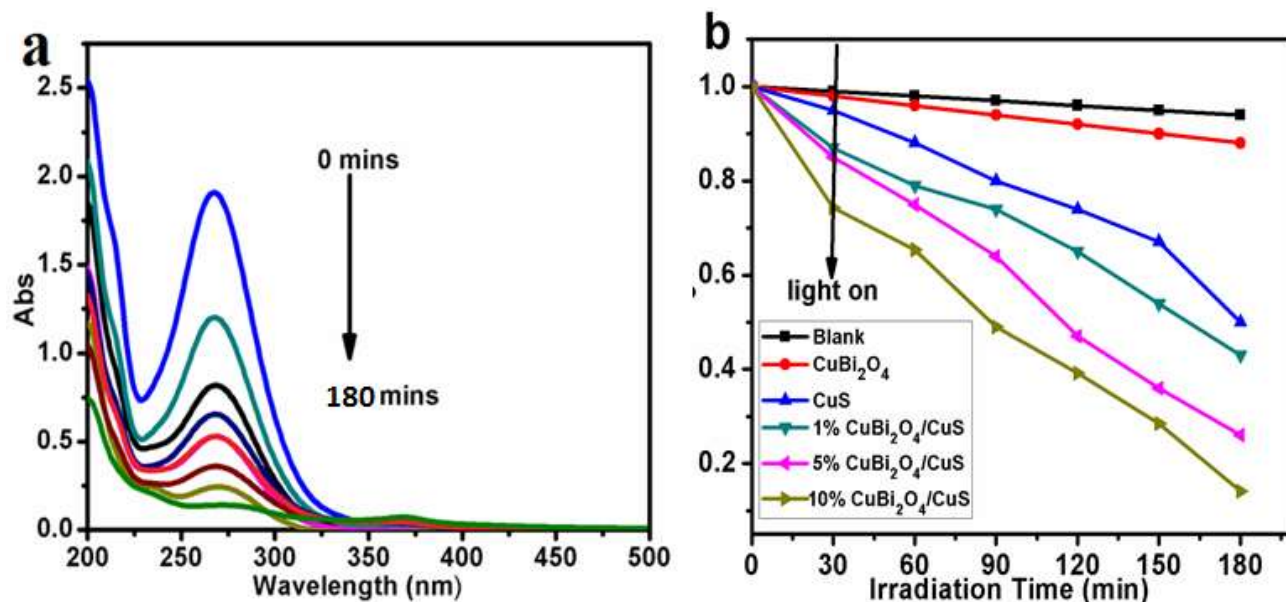 a
2.5
2.0
1.5
1.0
0.5
0.0
Abs
0 mins
180 mins
200 250 300 350 400 450 500
Wavelength (nm)
b
1.0
0.8
0.6
0.4
0.2
light on
Blank
CuBi₂O₄
CuS
1% CuBi₂O₄/CuS
5% CuBi₂O₄/CuS
10% CuBi₂O₄/CuS
0 30 60 90 120 150 180
Irradiation Time (min)